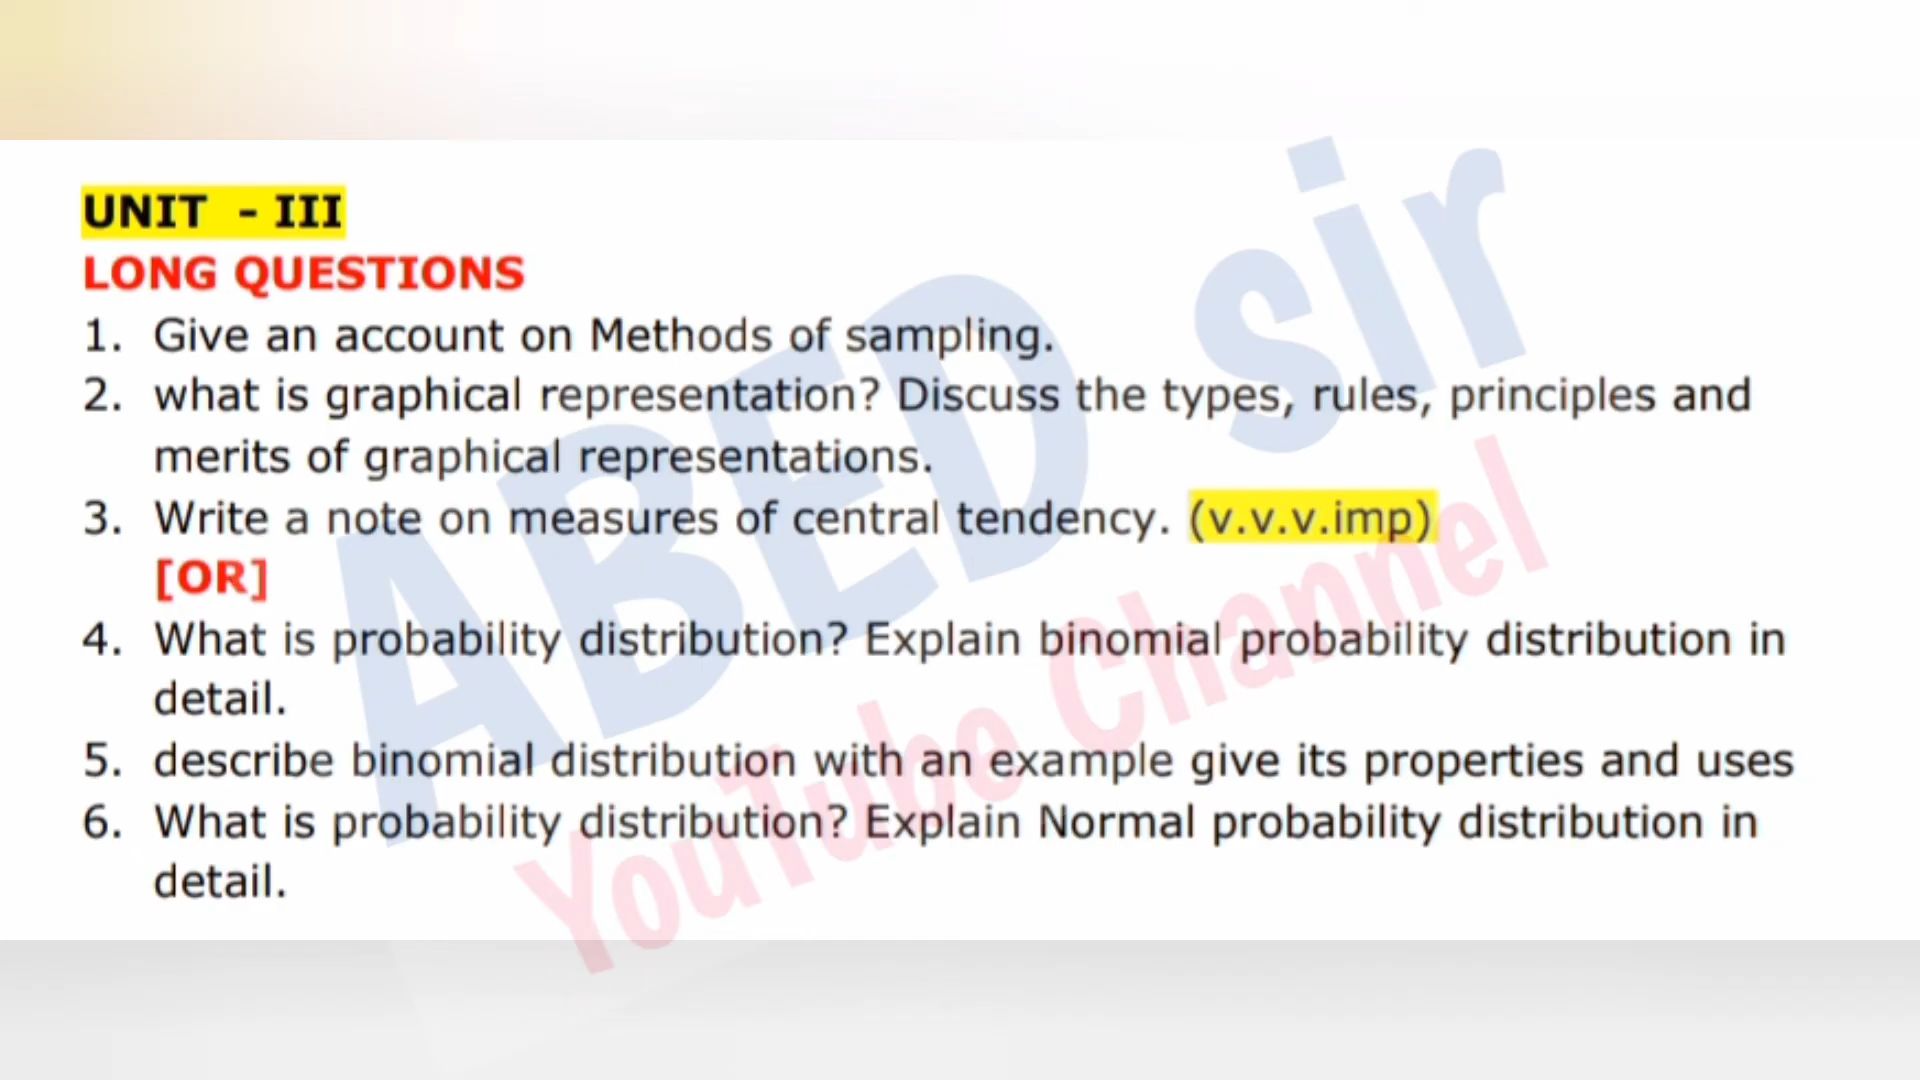 UNIT - III
LONG QUESTIONS
1. Give an account on Methods of sampling.
2. what is graphical representation? Discuss the types, rules, principles and
merits of graphical representations.
3. Write a note on measures of central tendency. (v.v.v.imp)
[OR]
4. What is probability distribution? Explain binomial probability distribution in
detail.
5. describe binomial distribution with an example give its properties and uses
6. What is probability distribution? Explain Normal probability distribution in
detail.
ABED sir
YouTube Channel